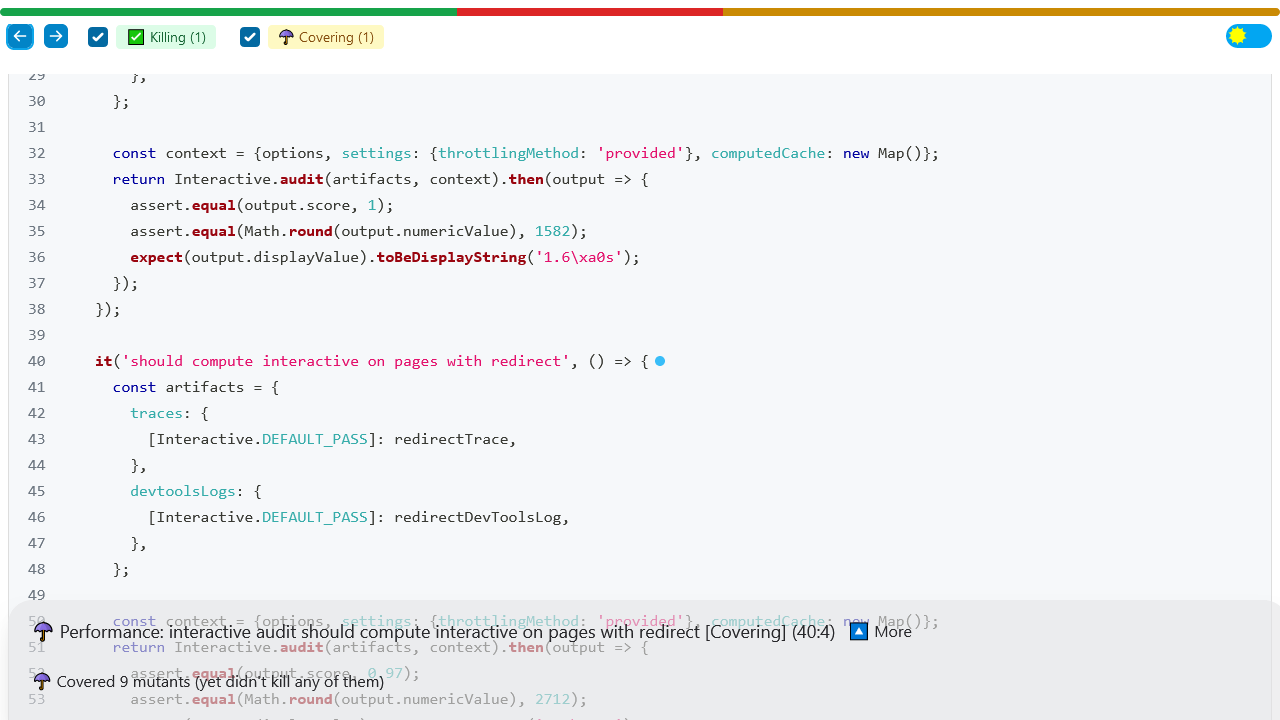 ✅ Killing (1) ☂ Covering (1)
29 },
30 };
31
32 const context = {options, settings: {throttlingMethod: 'provided'}, computedCache: new Map()};
33 return Interactive.audit(artifacts, context).then(output => {
34 assert.equal(output.score, 1);
35 assert.equal(Math.round(output.numericValue), 1582);
36 expect(output.displayValue).toBeDisplayString('1.6\xa0s');
37 });
38 });
39
40 it('should compute interactive on pages with redirect', () => {
41 const artifacts = {
42 traces: {
43 [Interactive.DEFAULT_PASS]: redirectTrace,
44 },
45 devtoolsLogs: {
46 [Interactive.DEFAULT_PASS]: redirectDevToolsLog,
47 },
48 };
49
50 const context = {options, settings: {throttlingMethod: 'provided'}, computedCache: new Map()};
☂ Performance: interactive audit should compute interactive on pages with redirect [Covering] (40:4) 🔼 More
51 return Interactive.audit(artifacts, context).then(output => {
52 assert.equal(output.score, 0.97);
☂ Covered 9 mutants (yet didn't kill any of them)
53 assert.equal(Math.round(output.numericValue), 2712);